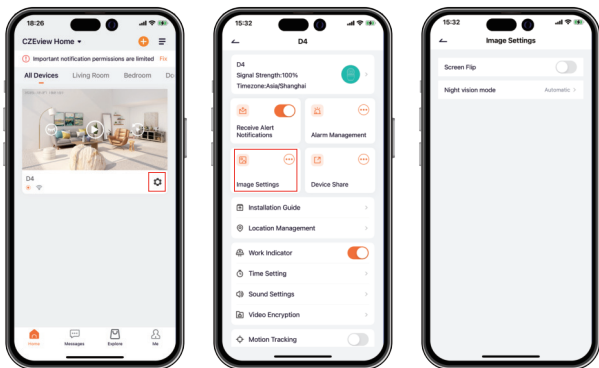 18:26
CZEview Home
Important notification permissions are limited Fix
All Devices Living Room Bedroom
D4
Home Messages Explore Me
15:32
D4
D4
Signal Strength:100%
Timezone:Asia/Shanghai
Receive Alert
Notifications
Alarm Management
Image Settings
Device Share
Installation Guide
Location Management
Work Indicator
Time Setting
Sound Settings
Video Encryption
Motion Tracking
15:32
Image Settings
Screen Flip
Night vision mode Automatic